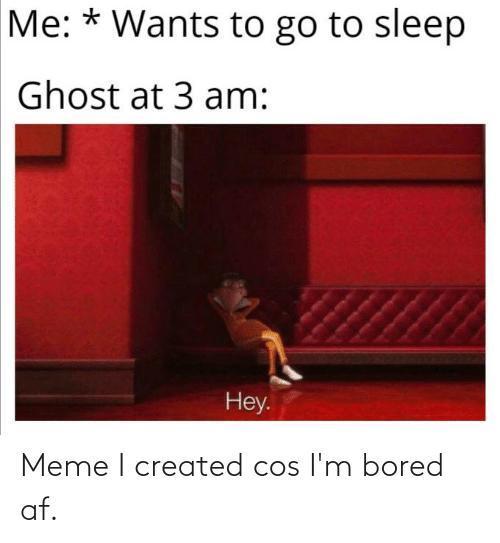 Me: * Wants to go to sleep
Ghost at 3 am:
Hey.
Meme I created cos I'm bored
af.